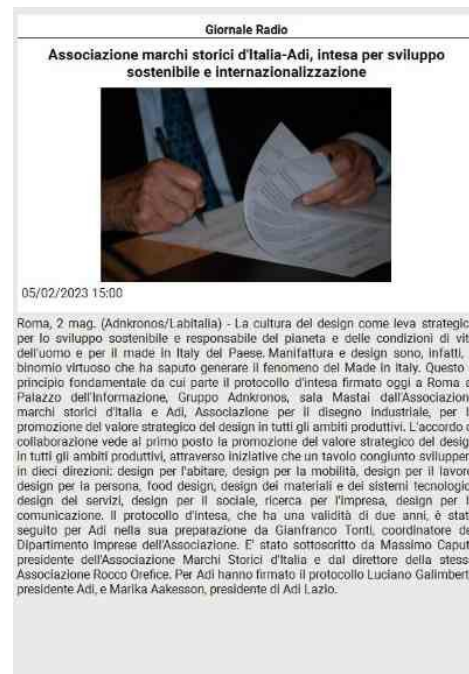 Giornale Radio
Associazione marchi storici d'Italia-Adi, intesa per sviluppo
sostenibile e internazionalizzazione
05/02/2023 15:00
Roma, 2 mag. (Adnkronos/Labitalia) - La cultura del design come leva
per lo sviluppo sostenibile e responsabile del pianeta e delle condizioni di
dell'uomo e per il made in Italy del Paese. Manifattura e design sono, infatti,
binomio virtuoso che ha saputo generare il fenomeno del Made in Italy. Questo
principio fondamentale da cui parte il protocollo d'intesa firmato oggi a Roma
Palazzo dell'Informazione, Gruppo Adnkronos, sala Mastai
marchi storici d'Italia e Adi, Associazione per il disegno industriale, per
promozione del valore strategico del design in tutti gli ambiti produttivi. L'accordo
collaborazione vede al primo posto la promozione del valore strategico del
in tutti gli ambiti produttivi, attraverso iniziative che un tavolo congiunto
in dieci direzioni: design per l'abitare, design per la mobilità, design per il
design per la persona, food design, design dei materiali e dei sistemi
design dei servizi, design per il sociale, ricerca per l'impresa, design per
comunicazione. Il protocollo d'intesa, che ha una validità di due anni, è
seguito per Adi nella sua preparazione da Gianfranco Tonti, coordinatore
Dipartimento Imprese dell'Associazione. E' stato sottoscritto da Massimo
presidente dell'Associazione Marchi Storici d'Italia e dal direttore della
Associazione Rocco Orefice. Per Adi hanno firmato il protocollo Luciano
presidente Adi, e Marika Aakesson, presidente di Adi Lazio.